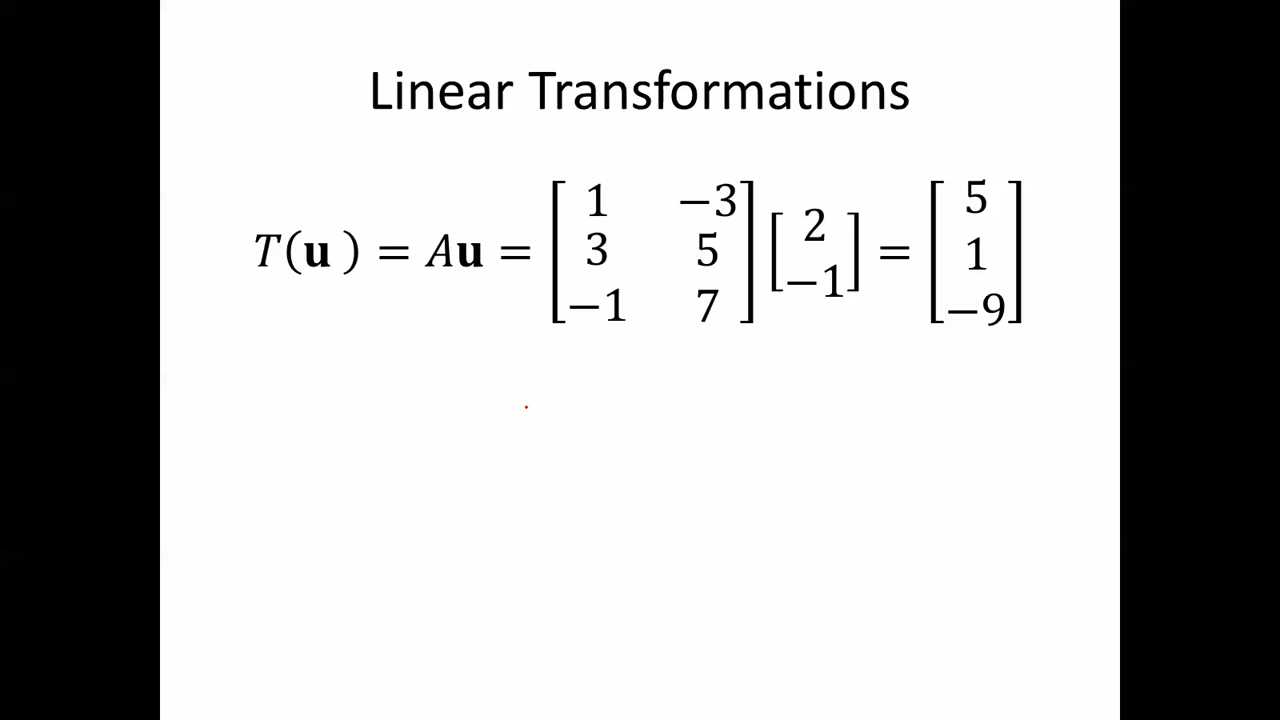 Linear Transformations
T(u) = Au = [1 −3; 3 5; −1 7] [2; −1] = [5; 1; −9]